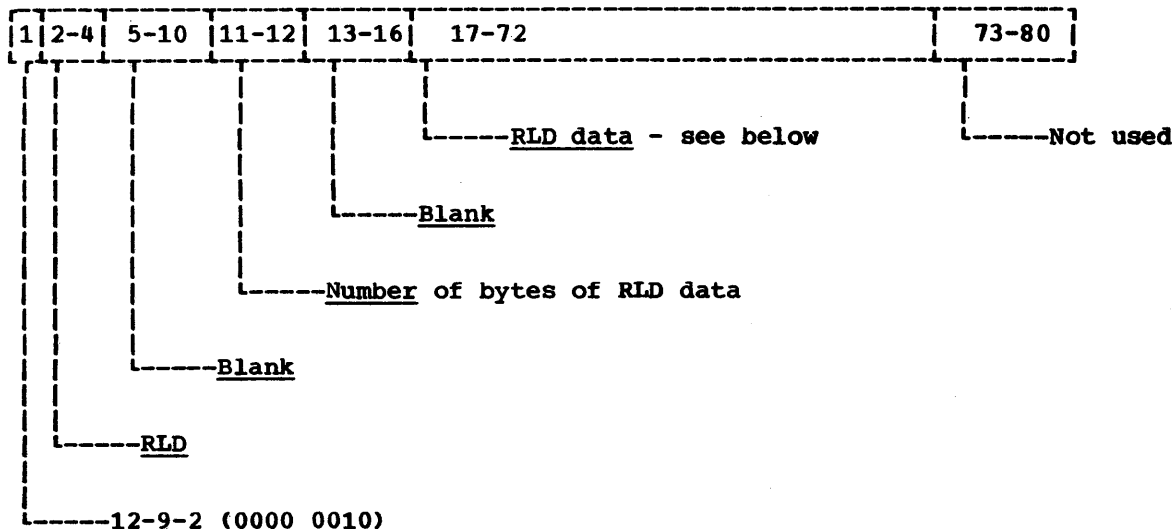 1 2-4 5-10 11-12 13-16 17-72 73-80
RLD data - see below Not used
Blank
Number of bytes of RLD data
Blank
RLD
12-9-2 (0000 0010)